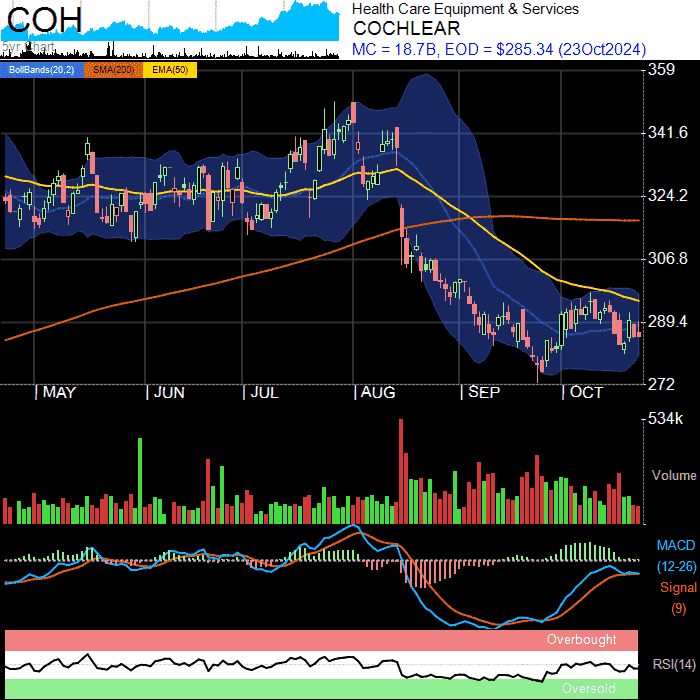 COH
5yr Chart
Health Care Equipment & Services
COCHLEAR
MC = 18.7B, EOD = $285.34 (23Oct2024)
BollBands(20,2) SMA(200) EMA(50)
359
341.6
324.2
306.8
289.4
272
MAY JUN JUL AUG SEP OCT
534k
Volume
MACD
(12-26)
Signal
(9)
Overbought
RSI(14)
Oversold